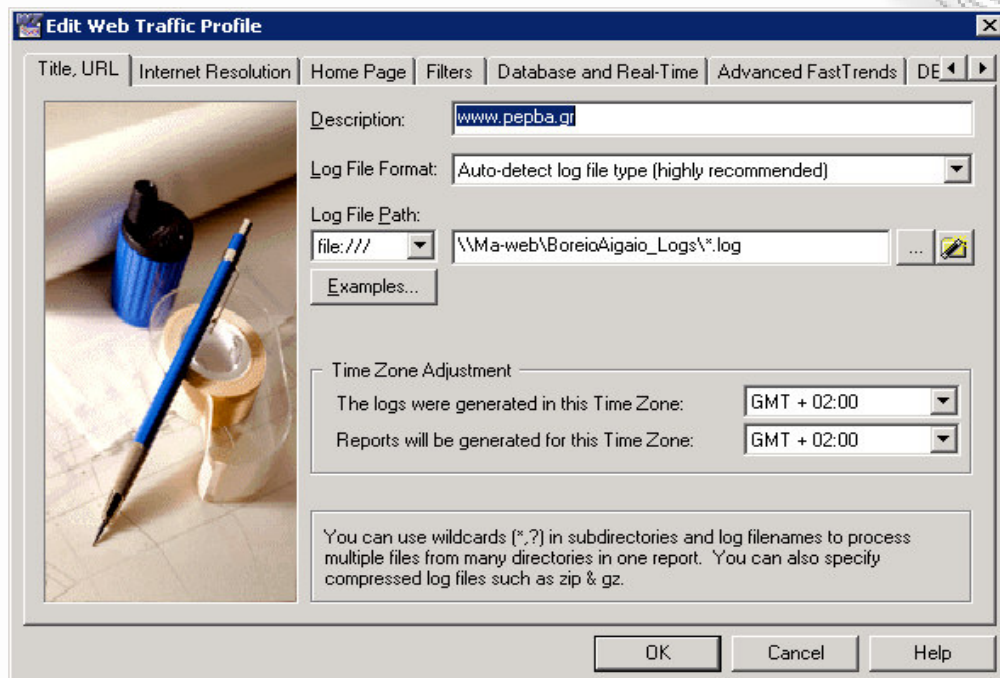 Edit Web Traffic Profile
Title, URL Internet Resolution Home Page Filters Database and Real-Time Advanced FastTrends DE
Description: www.pepba.gr
Log File Format: Auto-detect log file type (highly recommended)
Log File Path:
file:/// \\Ma-web\BoreioAigaio_Logs\*.log ...
Examples...
Time Zone Adjustment
The logs were generated in this Time Zone: GMT + 02:00
Reports will be generated for this Time Zone: GMT + 02:00
You can use wildcards (*,?) in subdirectories and log filenames to process
multiple files from many directories in one report. You can also specify
compressed log files such as zip & gz.
OK Cancel Help